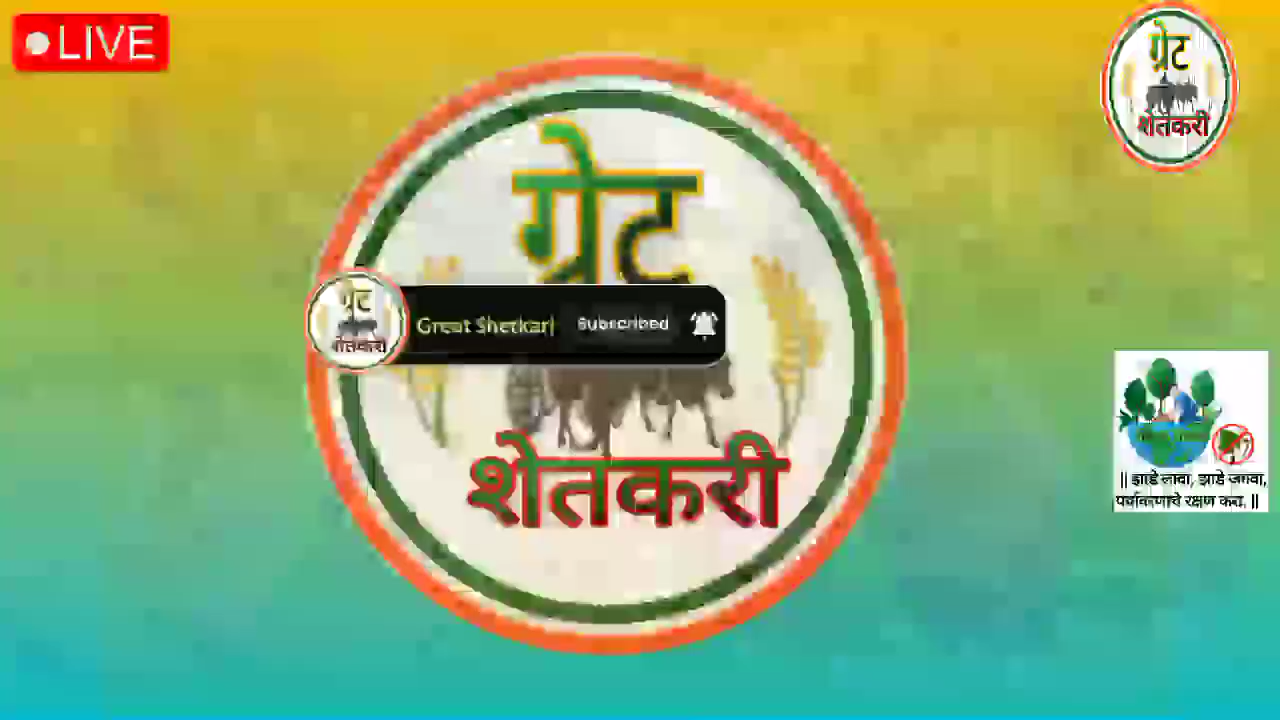 LIVE
ग्रेट
शेतकरी
ग्रेट
Great Shetkari
Subscribed
ग्रेट
शेतकरी
शेतकरी
|| झाडे लावा, झाडे जगवा,
पर्यावरणाचे रक्षण करा. ||